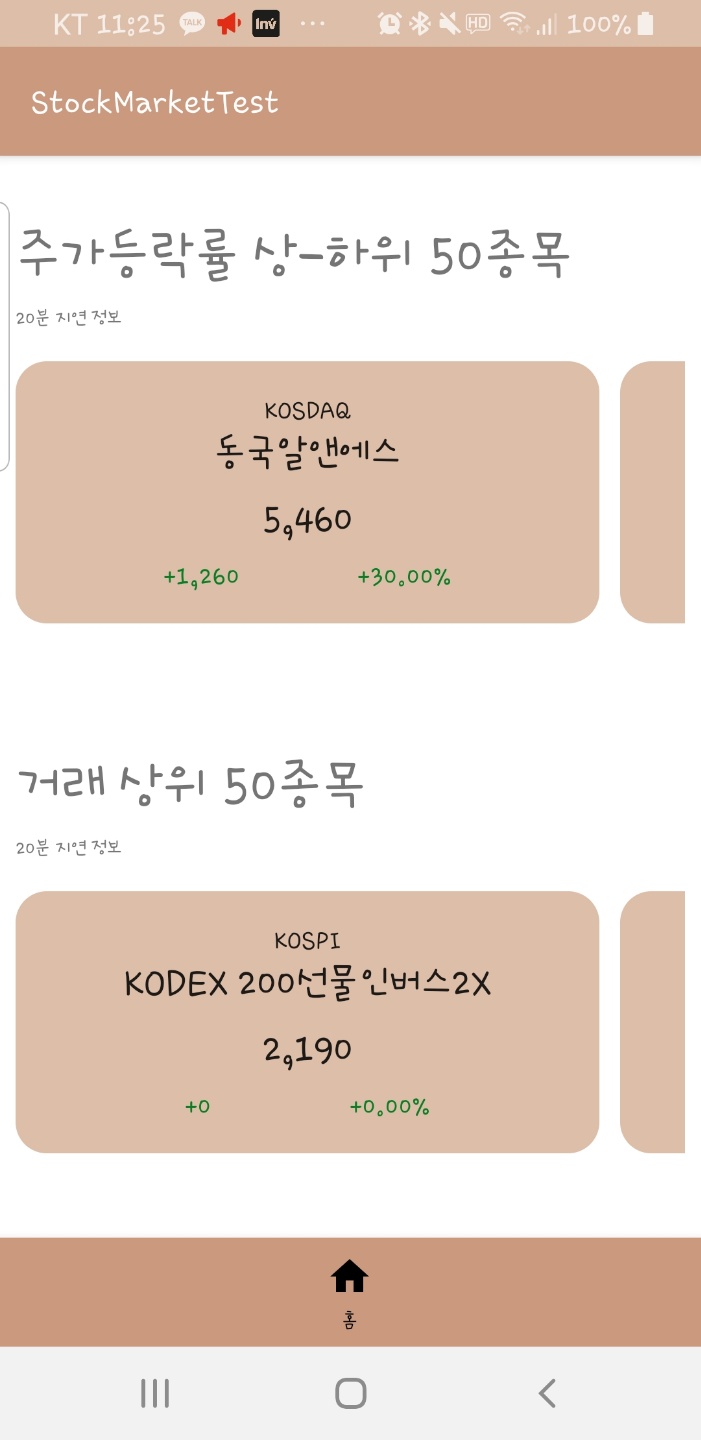 KT 11:25 TALK Inv ... HD 100%
StockMarketTest
주가등락률 상-하위 50종목
20분 지연 정보
KOSDAQ
동국알앤에스
5,460
+1,260 +30.00%
거래 상위 50종목
20분 지연 정보
KOSPI
KODEX 200선물인버스2X
2,190
+0 +0.00%
홈